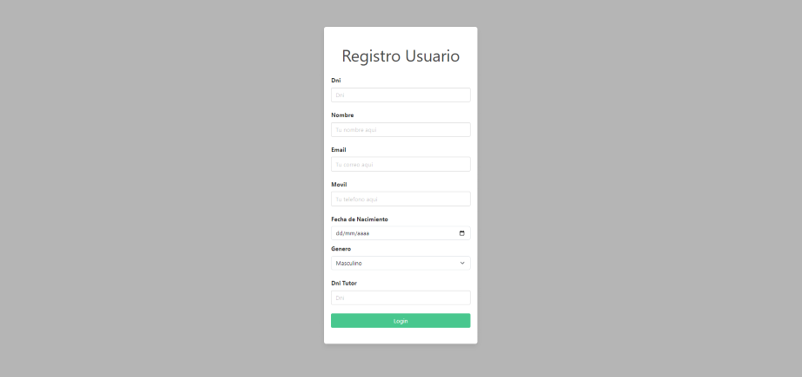 Registro Usuario
Dni
Dni
Nombre
Tu nombre aqui
Email
Tu correo aqui
Movil
Tu telefono aqui
Fecha de Nacimiento
dd/mm/aaaa
Genero
Masculino
Dni Tutor
Dni
Login